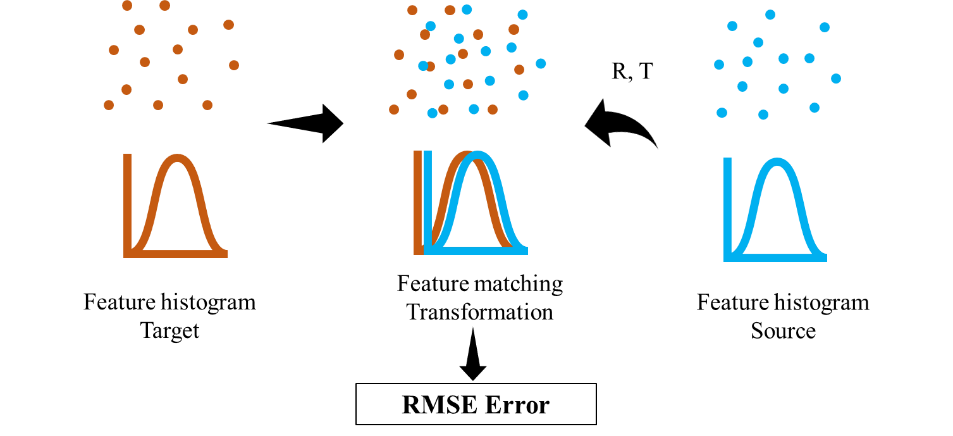 R, T
Feature histogram
Target
Feature matching
Transformation
Feature histogram
Source
RMSE Error